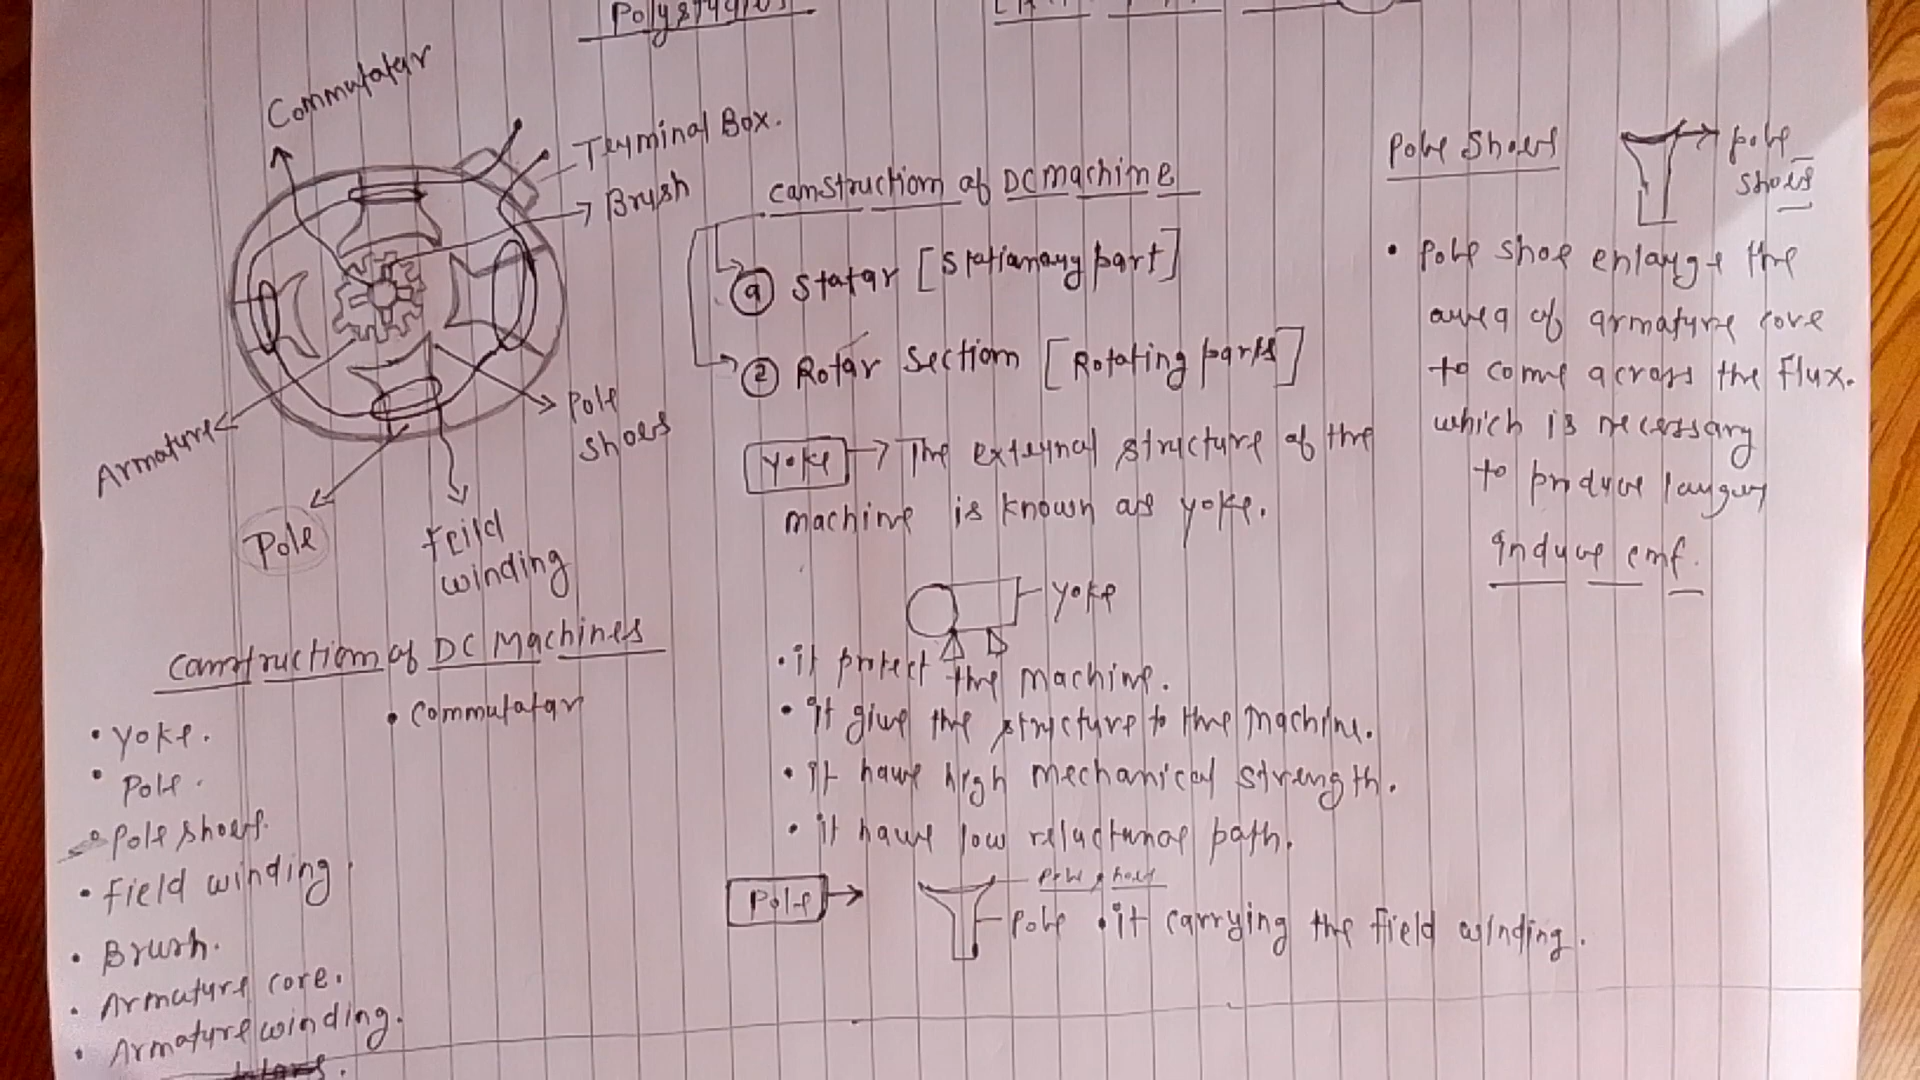 Commutator
Terminal Box.
Brush
Pole
shoes
Armature
Pole
feild
winding
Construction of DC Machines
• Yoke.
• Pole.
• Pole shoes.
• Field winding.
• Brush.
• Armature core.
• Armature winding.
• Commutator
Construction of DC machine
① Stator [Stationary part]
② Rotor Section [Rotating parts]
Yoke → The external structure of the
machine is known as yoke.
Yoke
• it protect the machine.
• It give the structure to the machine.
• it have high mechanical strength.
• it have low reluctance path.
Pole →
Pole shoes
Pole • it carrying the field winding.
Pole Shoes
pole
shoes
• Pole shoe enlarge the
area of armature core
to come across the flux.
which is necessary
to produce larger
induce emf.